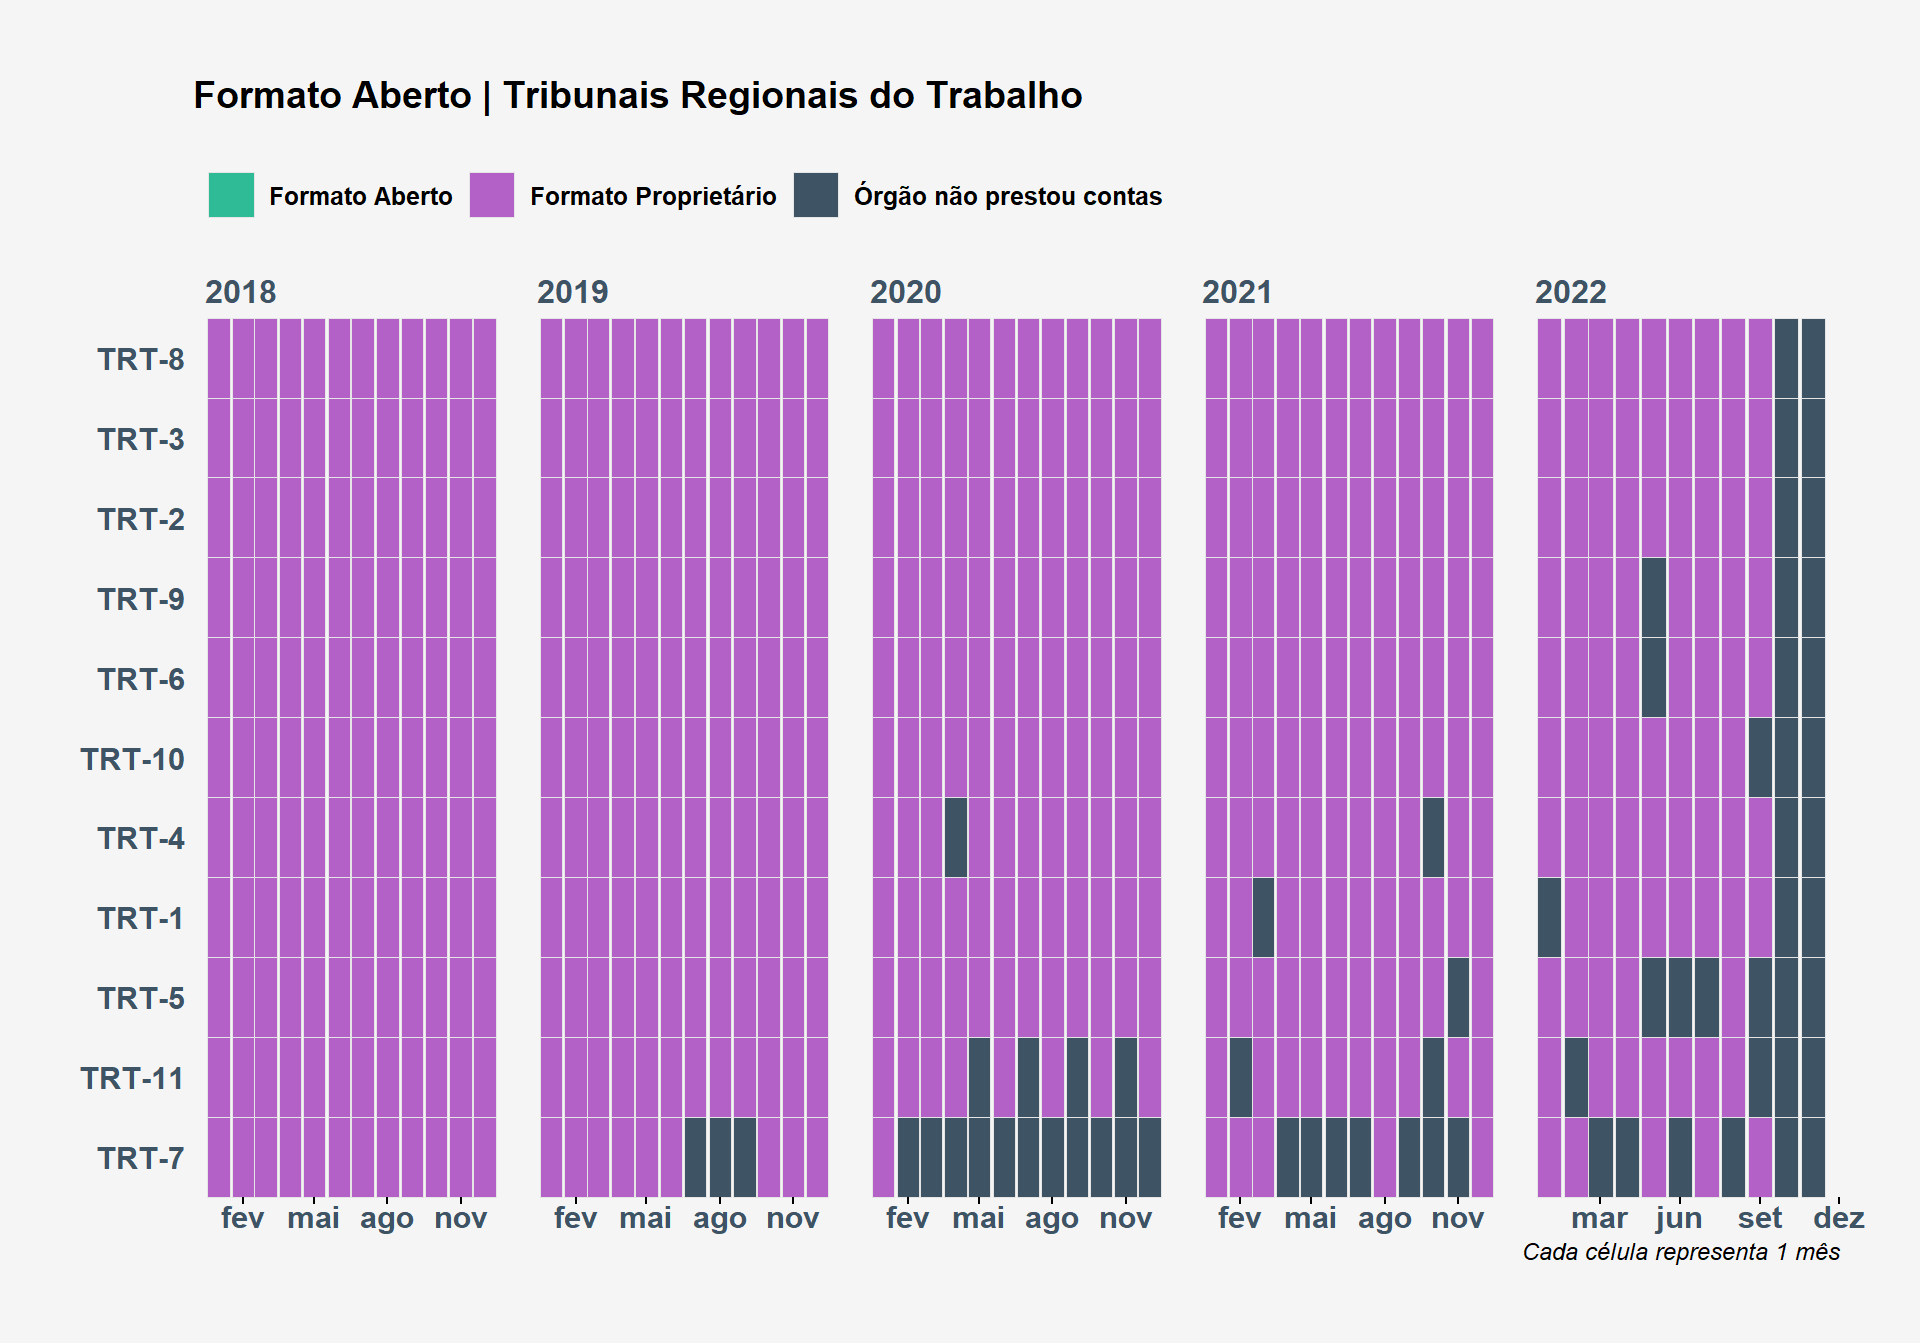 Formato Aberto | Tribunais Regionais do Trabalho
Formato Aberto Formato Proprietário Órgão não prestou contas
2018 2019 2020 2021 2022
TRT-8
TRT-3
TRT-2
TRT-9
TRT-6
TRT-10
TRT-4
TRT-1
TRT-5
TRT-11
TRT-7
fev mai ago nov fev mai ago nov fev mai ago nov fev mai ago nov mar jun set dez
Cada célula representa 1 mês